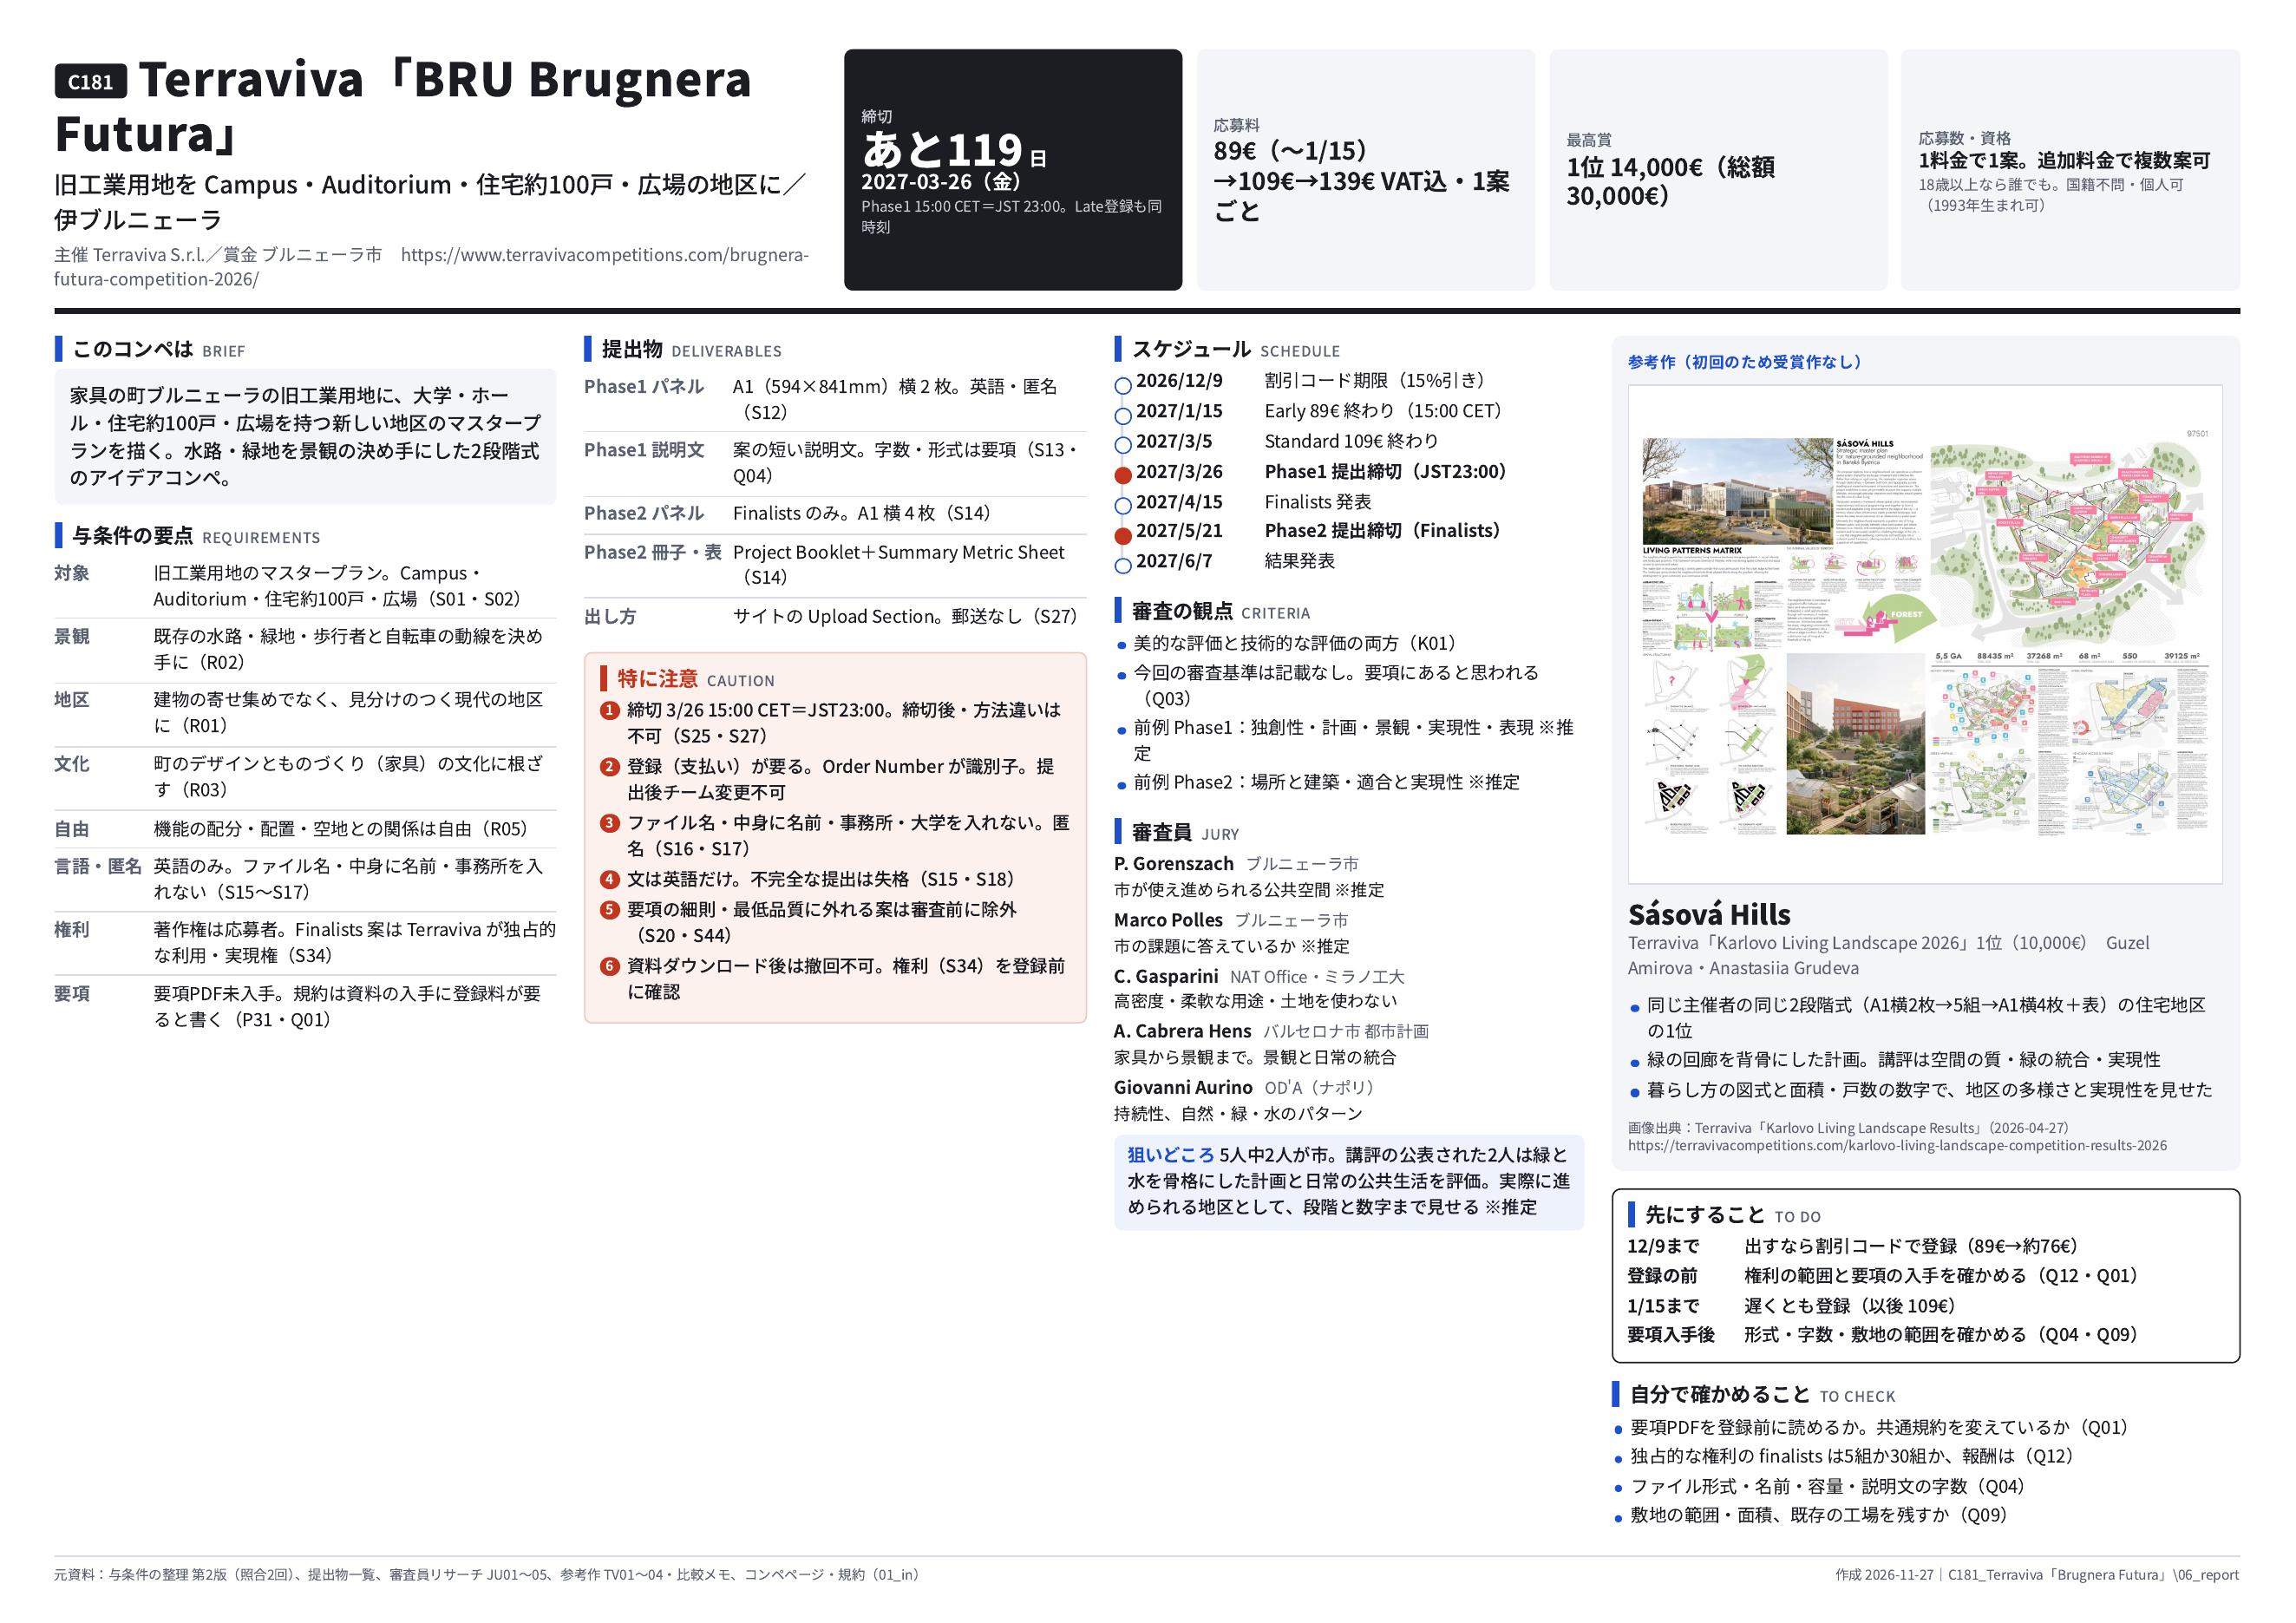 C181 Terraviva「BRU Brugnera
Futura」
旧工業用地を Campus・Auditorium・住宅約100戸・広場の地区に／
伊ブルニェーラ
主催 Terraviva S.r.l.／賞金 ブルニェーラ市 https://www.terravivacompetitions.com/brugnera-
futura-competition-2026/
締切
あと119日
2027-03-26（金）
Phase1 15:00 CET＝JST 23:00。Late登録も同
時刻
応募料
89€（〜1/15）
→109€→139€ VAT込・1案
ごと
最高賞
1位 14,000€（総額
30,000€）
応募数・資格
1料金で1案。追加料金で複数案可
18歳以上なら誰でも。国籍不問・個人可
（1993年生まれ可）
このコンペは BRIEF
家具の町ブルニェーラの旧工業用地に、大学・ホー
ル・住宅約100戸・広場を持つ新しい地区のマスタープ
ランを描く。水路・緑地を景観の決め手にした2段階式
のアイデアコンペ。
与条件の要点 REQUIREMENTS
対象 旧工業用地のマスタープラン。Campus・
Auditorium・住宅約100戸・広場（S01・S02）
景観 既存の水路・緑地・歩行者と自転車の動線を決め
手に（R02）
地区 建物の寄せ集めでなく、見分けのつく現代の地区
に（R01）
文化 町のデザインとものづくり（家具）の文化に根ざ
す（R03）
自由 機能の配分・配置・空地との関係は自由（R05）
言語・匿名 英語のみ。ファイル名・中身に名前・事務所を入
れない（S15〜S17）
権利 著作権は応募者。Finalists 案は Terraviva が独占的
な利用・実現権（S34）
要項 要項PDF未入手。規約は資料の入手に登録料が要
ると書く（P31・Q01）
提出物 DELIVERABLES
Phase1 パネル A1（594×841mm）横 2 枚。英語・匿名
（S12）
Phase1 説明文 案の短い説明文。字数・形式は要項（S13・
Q04）
Phase2 パネル Finalists のみ。A1 横 4 枚（S14）
Phase2 冊子・表 Project Booklet＋Summary Metric Sheet
（S14）
出し方 サイトの Upload Section。郵送なし（S27）
特に注意 CAUTION
1 締切 3/26 15:00 CET＝JST23:00。締切後・方法違いは
不可（S25・S27）
2 登録（支払い）が要る。Order Number が識別子。提
出後チーム変更不可
3 ファイル名・中身に名前・事務所・大学を入れない。匿
名（S16・S17）
4 文は英語だけ。不完全な提出は失格（S15・S18）
5 要項の細則・最低品質に外れる案は審査前に除外
（S20・S44）
6 資料ダウンロード後は撤回不可。権利（S34）を登録前
に確認
スケジュール SCHEDULE
2026/12/9 割引コード期限（15%引き）
2027/1/15 Early 89€ 終わり（15:00 CET）
2027/3/5 Standard 109€ 終わり
2027/3/26 Phase1 提出締切（JST23:00）
2027/4/15 Finalists 発表
2027/5/21 Phase2 提出締切（Finalists）
2027/6/7 結果発表
審査の観点 CRITERIA
美的な評価と技術的な評価の両方（K01）
今回の審査基準は記載なし。要項にあると思われる
（Q03）
前例 Phase1：独創性・計画・景観・実現性・表現 ※推
定
前例 Phase2：場所と建築・適合と実現性 ※推定
審査員 JURY
P. Gorenszach ブルニェーラ市
市が使え進められる公共空間 ※推定
Marco Polles ブルニェーラ市
市の課題に答えているか ※推定
C. Gasparini NAT Office・ミラノ工大
高密度・柔軟な用途・土地を使わない
A. Cabrera Hens バルセロナ市 都市計画
家具から景観まで。景観と日常の統合
Giovanni Aurino OD'A（ナポリ）
持続性、自然・緑・水のパターン
狙いどころ 5人中2人が市。講評の公表された2人は緑と
水を骨格にした計画と日常の公共生活を評価。実際に進
められる地区として、段階と数字まで見せる ※推定
参考作（初回のため受賞作なし）
97501
SÁSOVÁ HILLS
Strategic master plan
for nature-grounded neighborhood
in Banská Bystrica
LIVING PATTERNS MATRIX
FOREST
5,5 GA 88435 m² 37268 m² 68 m² 550 39125 m²
Sásová Hills
Terraviva「Karlovo Living Landscape 2026」1位（10,000€） Guzel
Amirova・Anastasiia Grudeva
同じ主催者の同じ2段階式（A1横2枚→5組→A1横4枚＋表）の住宅地区
の1位
緑の回廊を背骨にした計画。講評は空間の質・緑の統合・実現性
暮らし方の図式と面積・戸数の数字で、地区の多様さと実現性を見せた
画像出典：Terraviva「Karlovo Living Landscape Results」（2026-04-27）
https://terravivacompetitions.com/karlovo-living-landscape-competition-results-2026
先にすること TO DO
12/9まで 出すなら割引コードで登録（89€→約76€）
登録の前 権利の範囲と要項の入手を確かめる（Q12・Q01）
1/15まで 遅くとも登録（以後 109€）
要項入手後 形式・字数・敷地の範囲を確かめる（Q04・Q09）
自分で確かめること TO CHECK
要項PDFを登録前に読めるか。共通規約を変えているか（Q01）
独占的な権利の finalists は5組か30組か、報酬は（Q12）
ファイル形式・名前・容量・説明文の字数（Q04）
敷地の範囲・面積、既存の工場を残すか（Q09）
元資料：与条件の整理 第2版（照合2回）、提出物一覧、審査員リサーチ JU01〜05、参考作 TV01〜04・比較メモ、コンペページ・規約（01_in）
作成 2026-11-27｜C181_Terraviva「Brugnera Futura」\06_report